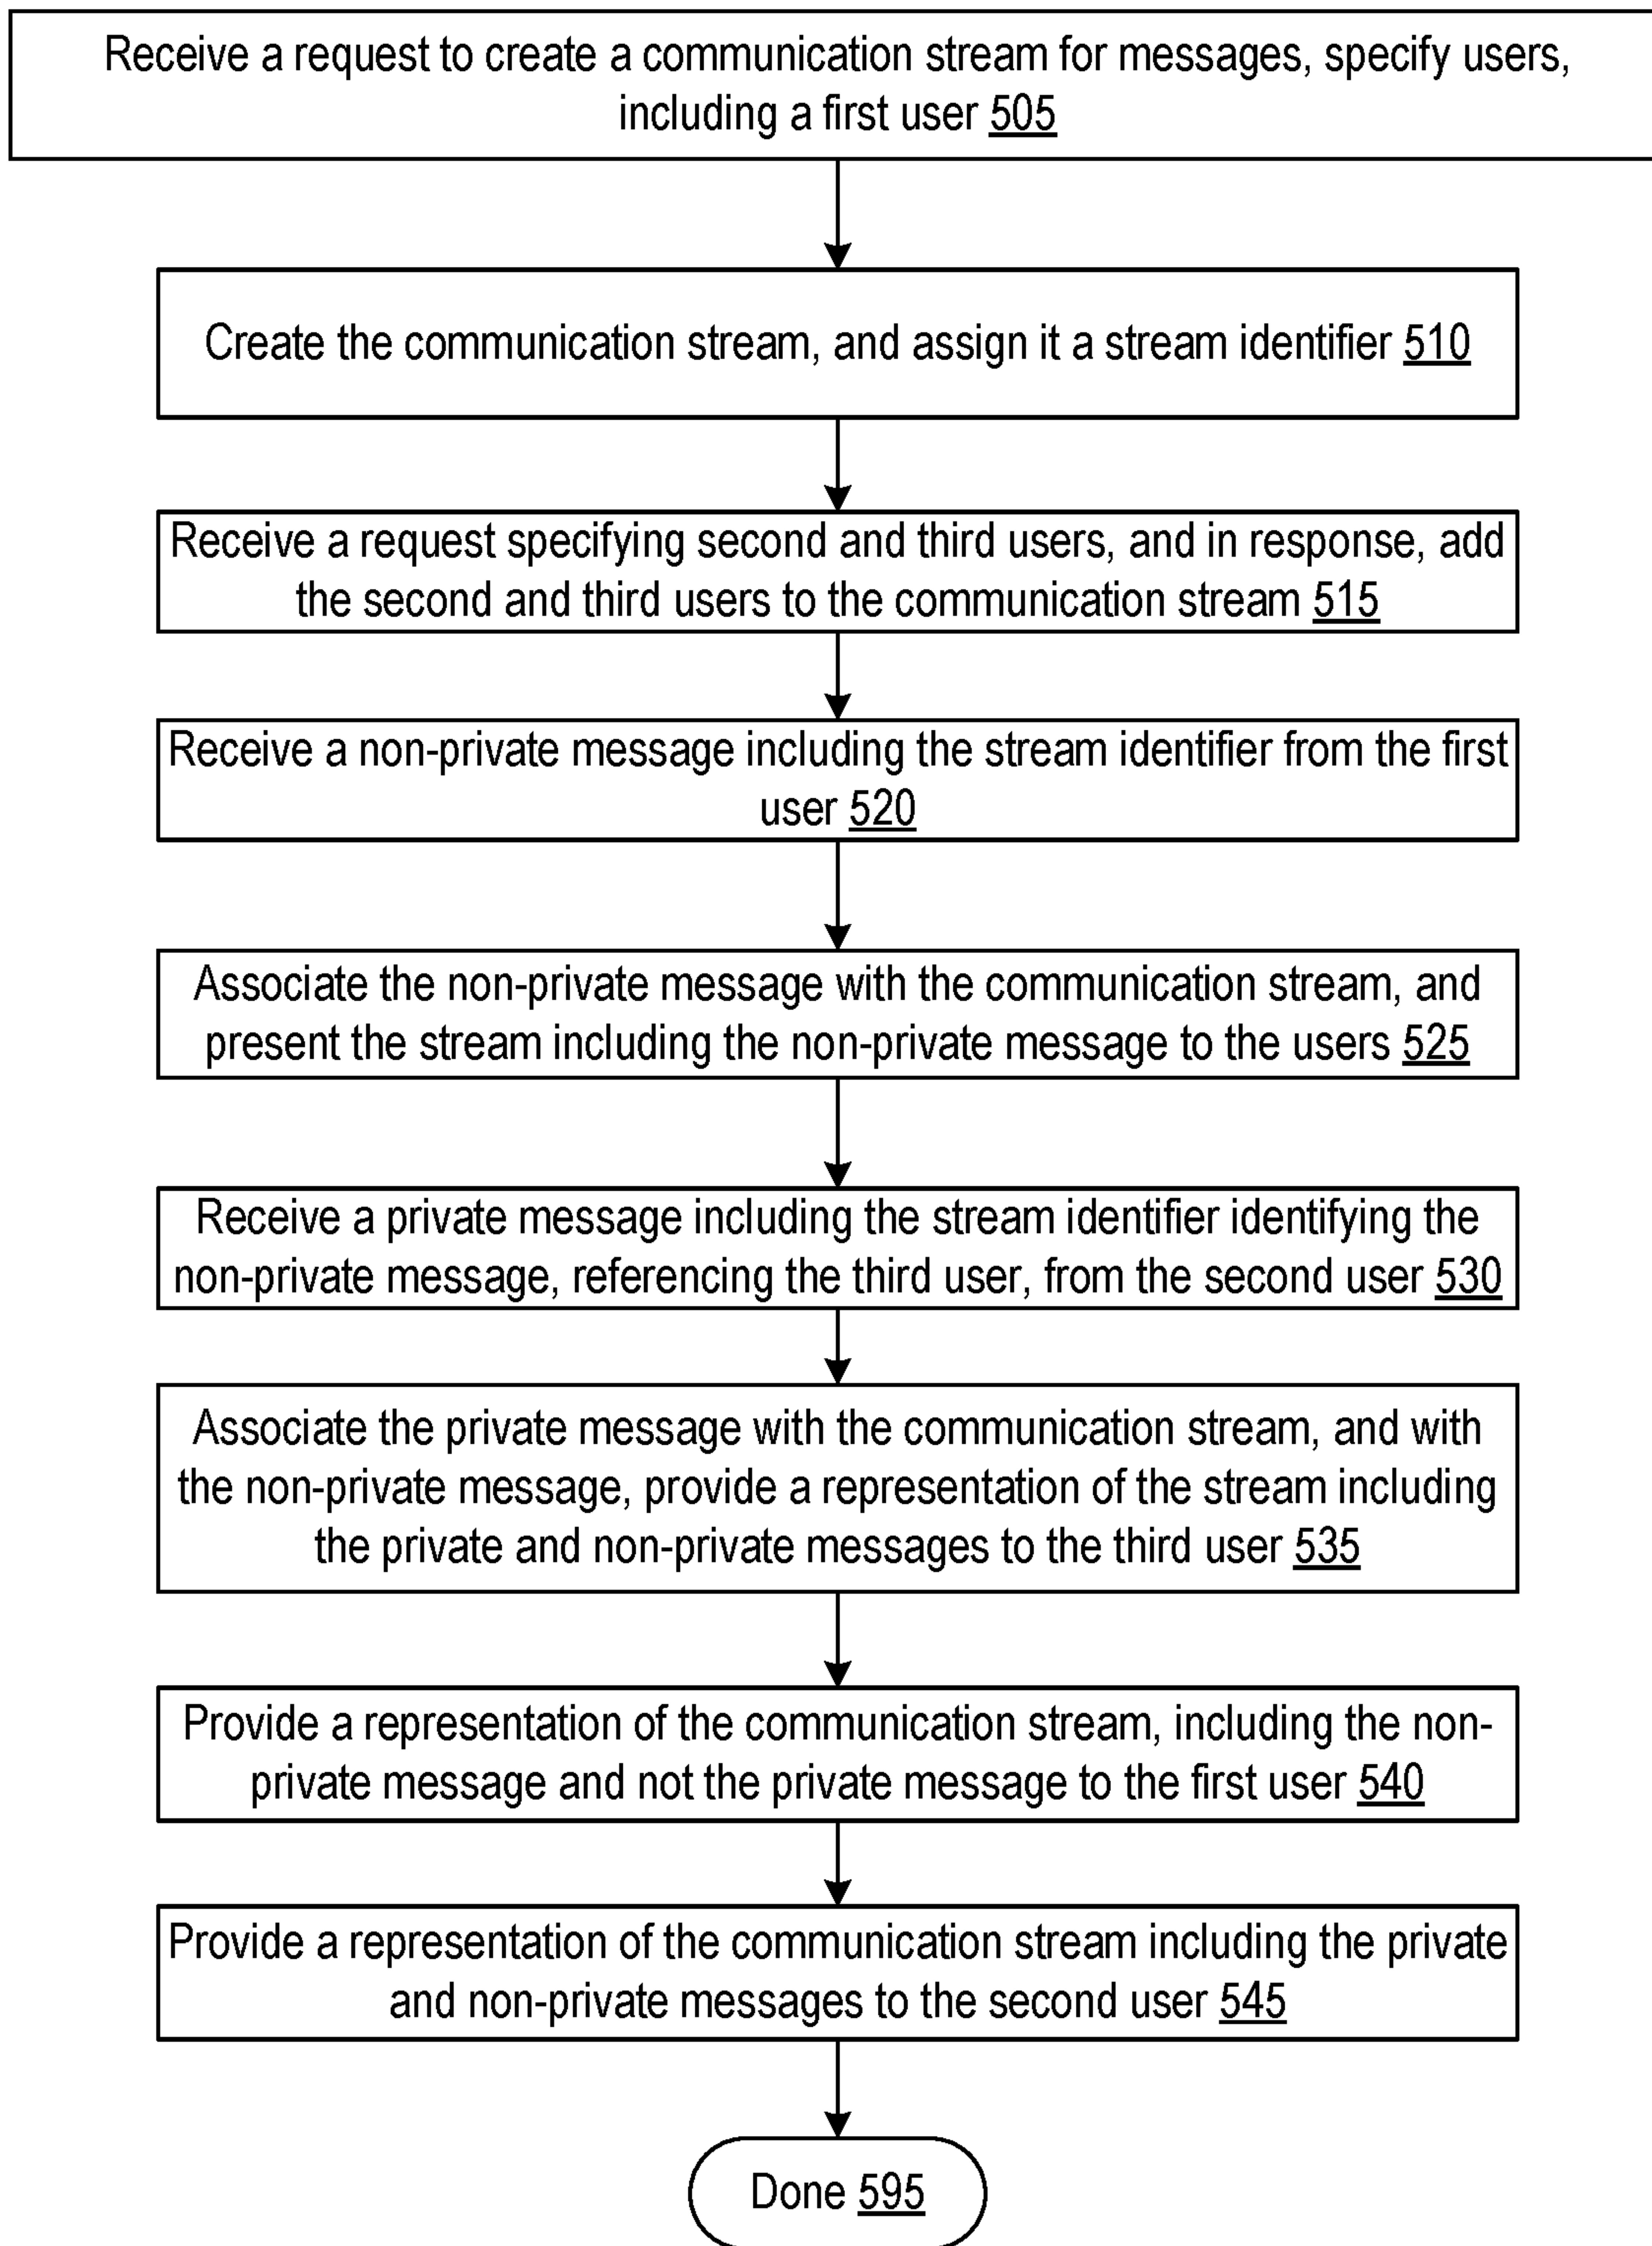 Receive a request to create a communication stream for messages, specify users,
including a first user 505
Create the communication stream, and assign it a stream identifier 510
Receive a request specifying second and third users, and in response, add
the second and third users to the communication stream 515
Receive a non-private message including the stream identifier from the first
user 520
Associate the non-private message with the communication stream, and
present the stream including the non-private message to the users 525
Receive a private message including the stream identifier identifying the
non-private message, referencing the third user, from the second user 530
Associate the private message with the communication stream, and with
the non-private message, provide a representation of the stream including
the private and non-private messages to the third user 535
Provide a representation of the communication stream, including the non-
private message and not the private message to the first user 540
Provide a representation of the communication stream including the private
and non-private messages to the second user 545
Done 595